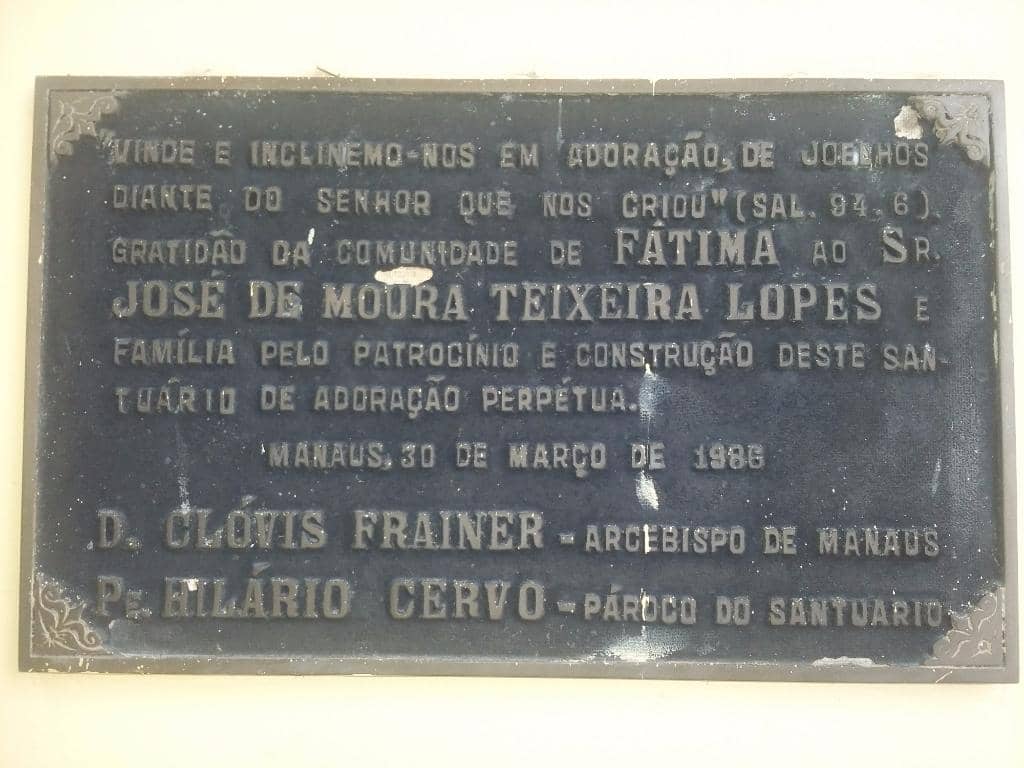 "VINDE E INCLINEMO-NOS EM ADORAÇÃO, DE JOELHOS
DIANTE DO SENHOR QUE NOS CRIOU" (SAL. 94.6).
GRATIDÃO DA COMUNIDADE DE FÁTIMA AO SR.
JOSÉ DE MOURA TEIXEIRA LOPES E
FAMÍLIA PELO PATROCÍNIO E CONSTRUÇÃO DESTE SAN-
TUÁRIO DE ADORAÇÃO PERPÉTUA.
MANAUS, 30 DE MARÇO DE 1986
D. CLÓVIS FRAINER - ARCEBISPO DE MANAUS
PE. HILÁRIO CERVO - PÁROCO DO SANTUARIO